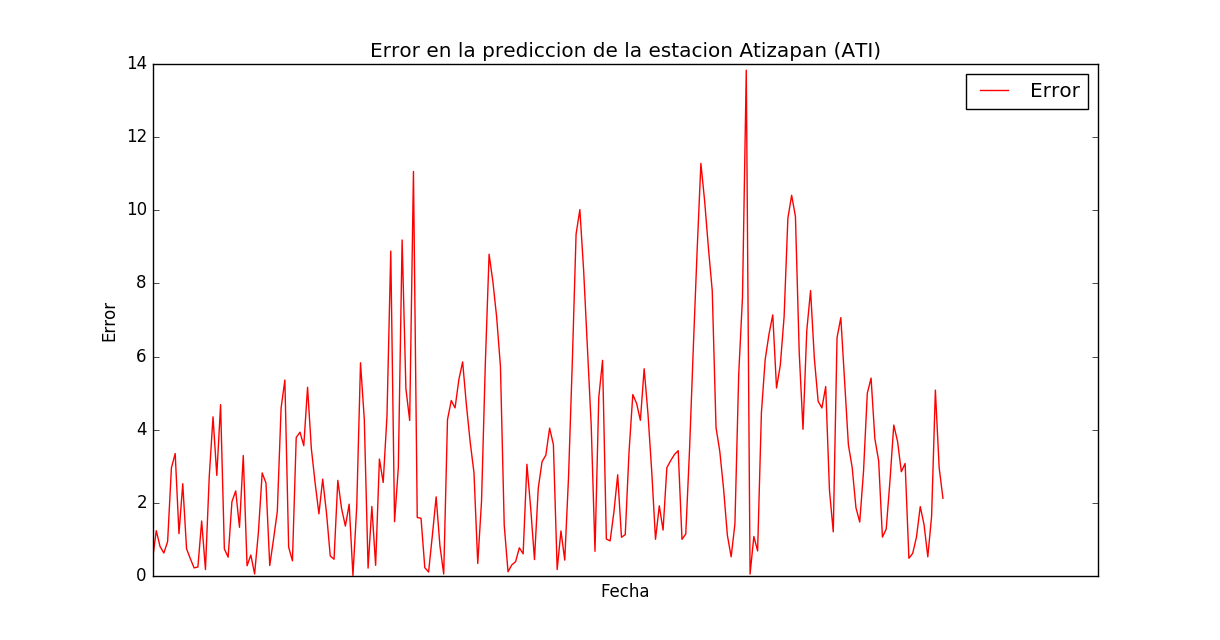 Error en la prediccion de la estacion Atizapan (ATI)
14
12
10
8
6
4
2
0
Error
Error
Fecha